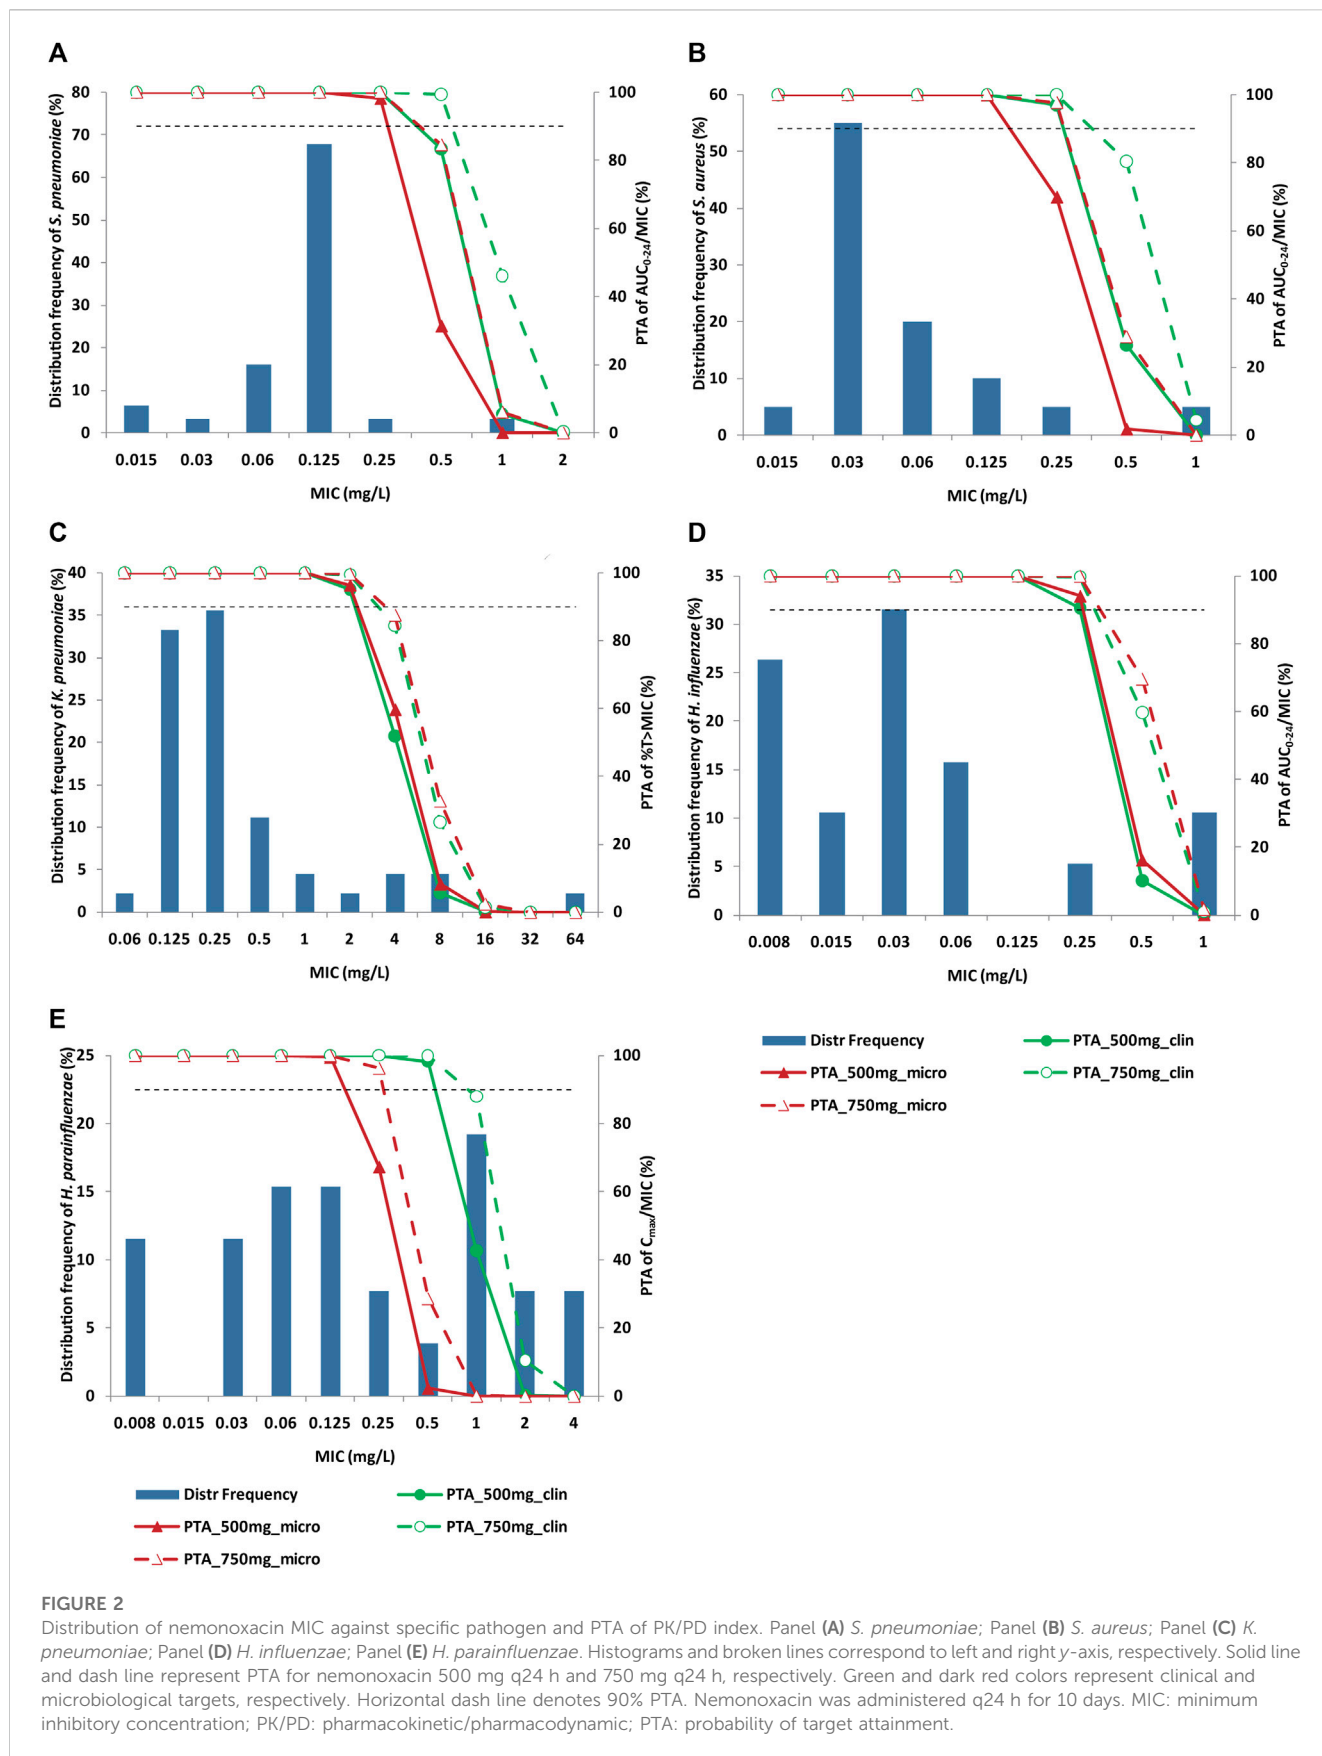 A
Distribution frequency of S. pneumoniae (%)
80
70
60
50
40
30
20
10
0
100
80
60
40
20
0
PTA of AUC0-24/MIC (%)
0.015 0.03 0.06 0.125 0.25 0.5 1 2
MIC (mg/L)
B
Distribution frequency of S. aureus (%)
60
50
40
30
20
10
0
100
80
60
40
20
0
PTA of AUC0-24/MIC (%)
0.015 0.03 0.06 0.125 0.25 0.5 1
MIC (mg/L)
C
Distribution frequency of K. pneumoniae (%)
40
35
30
25
20
15
10
5
0
100
80
60
40
20
0
PTA of %T>MIC (%)
0.06 0.125 0.25 0.5 1 2 4 8 16 32 64
MIC (mg/L)
D
Distribution frequency of H. influenzae (%)
35
30
25
20
15
10
5
0
100
80
60
40
20
0
PTA of AUC0-24/MIC (%)
0.008 0.015 0.03 0.06 0.125 0.25 0.5 1
MIC (mg/L)
E
Distribution frequency of H. parainfluenzae (%)
25
20
15
10
5
0
100
80
60
40
20
0
PTA of Cmax/MIC (%)
0.008 0.015 0.03 0.06 0.125 0.25 0.5 1 2 4
MIC (mg/L)
Distr Frequency PTA_500mg_clin
PTA_500mg_micro PTA_750mg_clin
PTA_750mg_micro
Distr Frequency PTA_500mg_clin
PTA_500mg_micro PTA_750mg_clin
PTA_750mg_micro
FIGURE 2
Distribution of nemonoxacin MIC against specific pathogen and PTA of PK/PD index. Panel (A) S. pneumoniae; Panel (B) S. aureus; Panel (C) K.
pneumoniae; Panel (D) H. influenzae; Panel (E) H. parainfluenzae. Histograms and broken lines correspond to left and right y-axis, respectively. Solid line
and dash line represent PTA for nemonoxacin 500 mg q24 h and 750 mg q24 h, respectively. Green and dark red colors represent clinical and
microbiological targets, respectively. Horizontal dash line denotes 90% PTA. Nemonoxacin was administered q24 h for 10 days. MIC: minimum
inhibitory concentration; PK/PD: pharmacokinetic/pharmacodynamic; PTA: probability of target attainment.